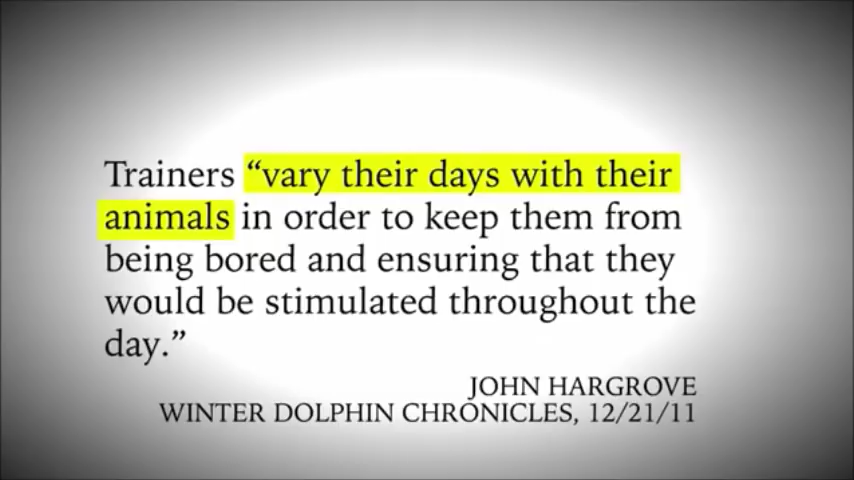 Trainers “vary their days with their
animals in order to keep them from
being bored and ensuring that they
would be stimulated throughout the
day.”
JOHN HARGROVE
WINTER DOLPHIN CHRONICLES, 12/21/11